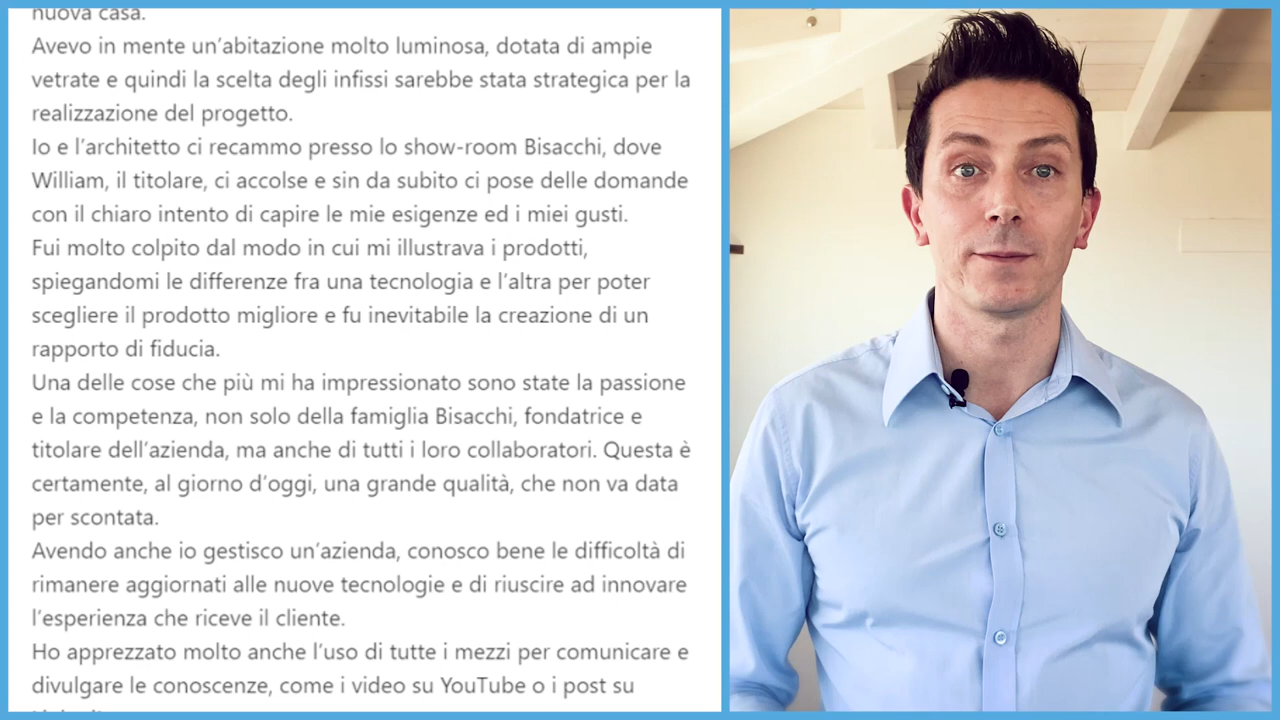 nuova casa.
Avevo in mente un’abitazione molto luminosa, dotata di ampie
vetrate e quindi la scelta degli infissi sarebbe stata strategica per la
realizzazione del progetto.
Io e l’architetto ci recammo presso lo show-room Bisacchi, dove
William, il titolare, ci accolse e sin da subito ci pose delle domande
con il chiaro intento di capire le mie esigenze ed i miei gusti.
Fui molto colpito dal modo in cui mi illustrava i prodotti,
spiegandomi le differenze fra una tecnologia e l’altra per poter
scegliere il prodotto migliore e fu inevitabile la creazione di un
rapporto di fiducia.
Una delle cose che più mi ha impressionato sono state la passione
e la competenza, non solo della famiglia Bisacchi, fondatrice e
titolare dell’azienda, ma anche di tutti i loro collaboratori. Questa è
certamente, al giorno d’oggi, una grande qualità, che non va data
per scontata.
Avendo anche io gestisco un’azienda, conosco bene le difficoltà di
rimanere aggiornati alle nuove tecnologie e di riuscire ad innovare
l’esperienza che riceve il cliente.
Ho apprezzato molto anche l’uso di tutte i mezzi per comunicare e
divulgare le conoscenze, come i video su YouTube o i post su